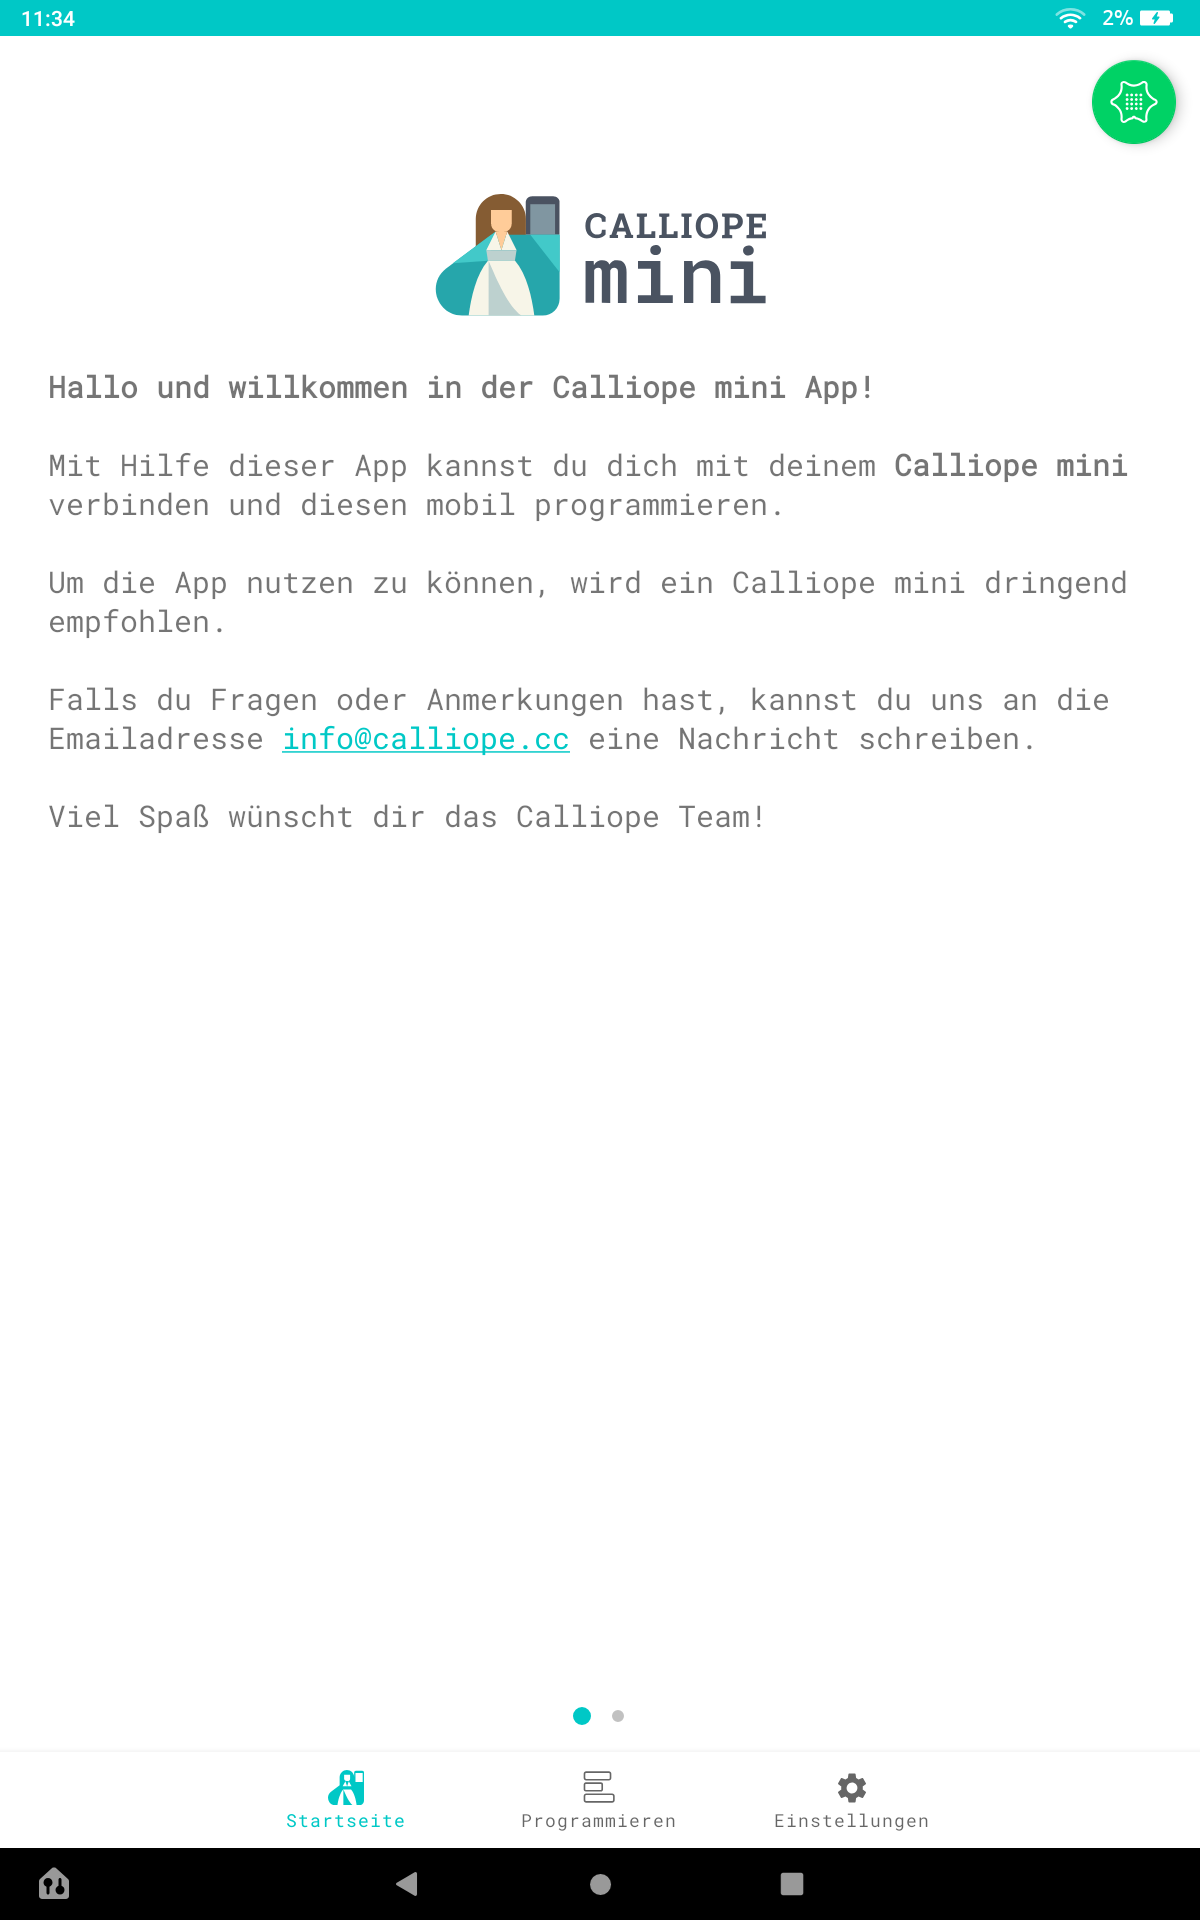 11:34
2%
CALLIOPE
mini
Hallo und willkommen in der Calliope mini App!
Mit Hilfe dieser App kannst du dich mit deinem Calliope mini
verbinden und diesen mobil programmieren.
Um die App nutzen zu können, wird ein Calliope mini dringend
empfohlen.
Falls du Fragen oder Anmerkungen hast, kannst du uns an die
Emailadresse info@calliope.cc eine Nachricht schreiben.
Viel Spaß wünscht dir das Calliope Team!
Startseite
Programmieren
Einstellungen